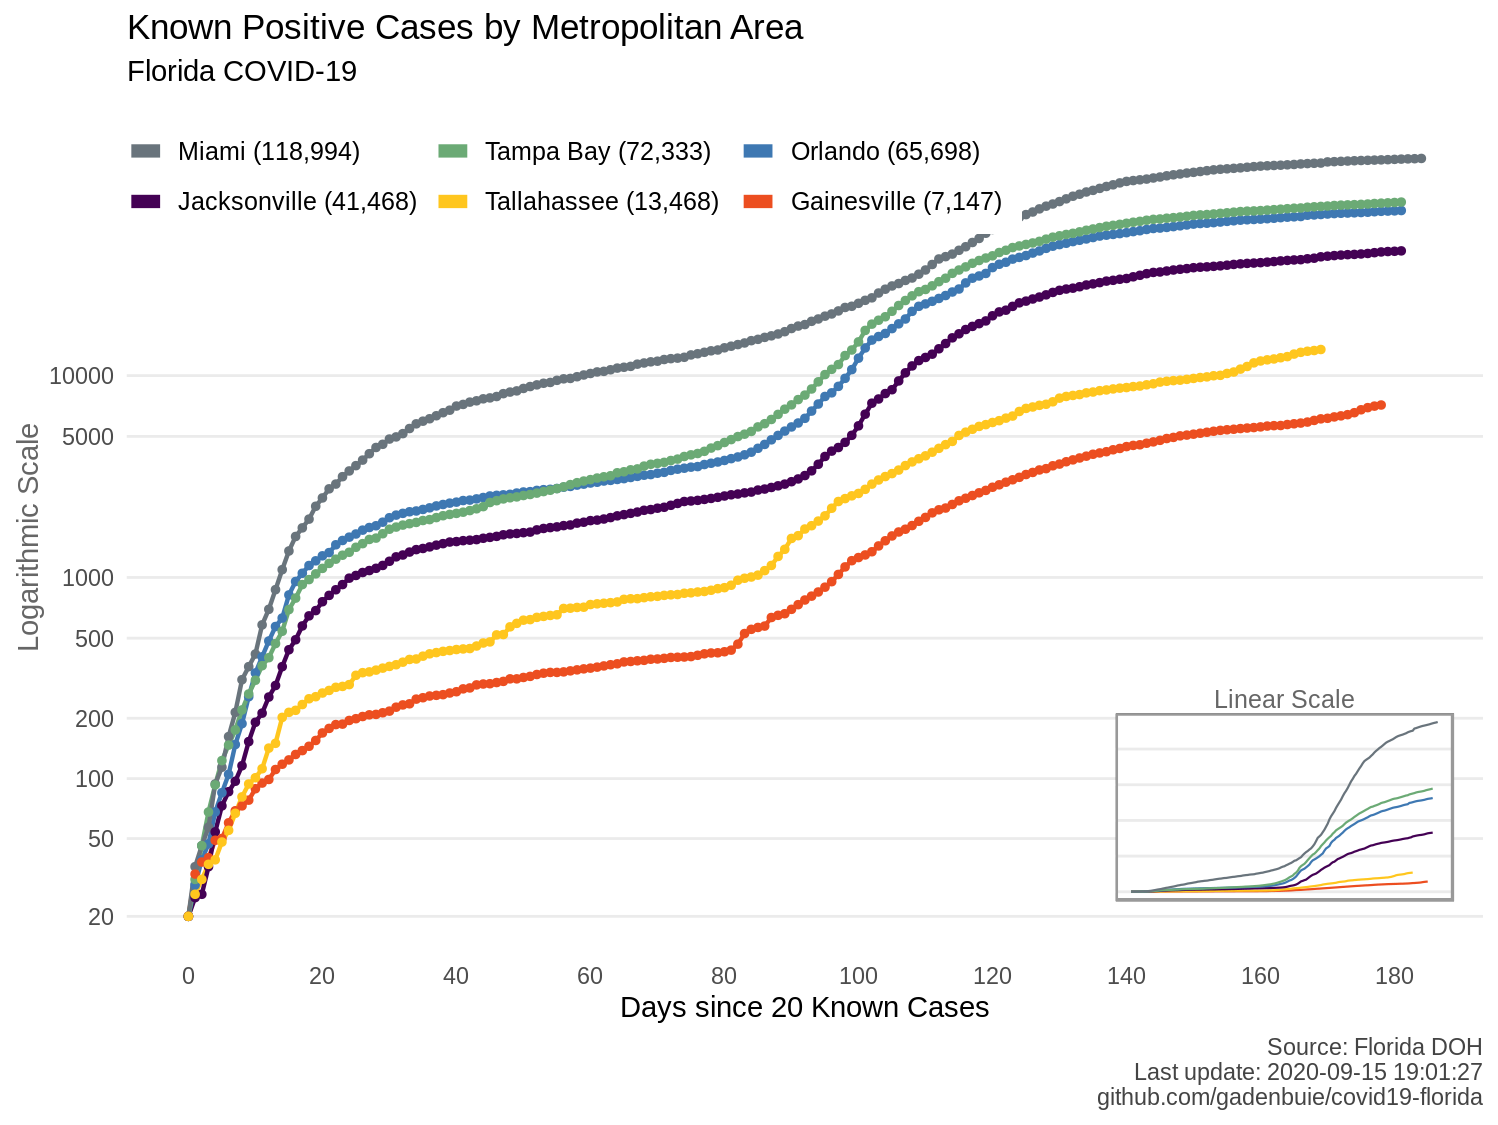 Known Positive Cases by Metropolitan Area
Florida COVID-19
Miami (118,994) Tampa Bay (72,333) Orlando (65,698)
Jacksonville (41,468) Tallahassee (13,468) Gainesville (7,147)
Logarithmic Scale
10000
5000
1000
500
200
100
50
20
Linear Scale
0 20 40 60 80 100 120 140 160 180
Days since 20 Known Cases
Source: Florida DOH
Last update: 2020-09-15 19:01:27
github.com/gadenbuie/covid19-florida